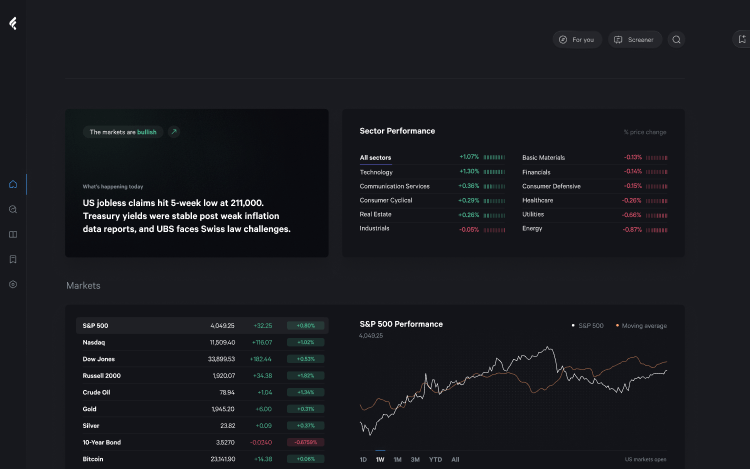 For you
Screener
The markets are bullish
What's happening today
US jobless claims hit 5-week low at 211,000.
Treasury yields were stable post weak inflation
data reports, and UBS faces Swiss law challenges.
Sector Performance
% price change
All sectors +1.07%
Technology +1.30%
Communication Services +0.36%
Consumer Cyclical +0.29%
Real Estate +0.26%
Industrials -0.05%
Basic Materials -0.13%
Financials -0.14%
Consumer Defensive -0.15%
Healthcare -0.26%
Utilities -0.66%
Energy -0.87%
Markets
S&P 500 4,049.25 +32.25 +0.80%
Nasdaq 11,509.40 +116.07 +1.02%
Dow Jones 33,899.53 +182.44 +0.53%
Russell 2000 1,920.07 +34.38 +1.82%
Crude Oil 78.94 +1.04 +1.34%
Gold 1,945.20 +6.00 +0.31%
Silver 23.82 +0.09 +0.37%
10-Year Bond 3.5270 -0.0240 -0.6759%
Bitcoin 23,141.90 +14.38 +0.06%
S&P 500 Performance
4,049.25
S&P 500
Moving average
1D 1W 1M 3M YTD All
US markets open